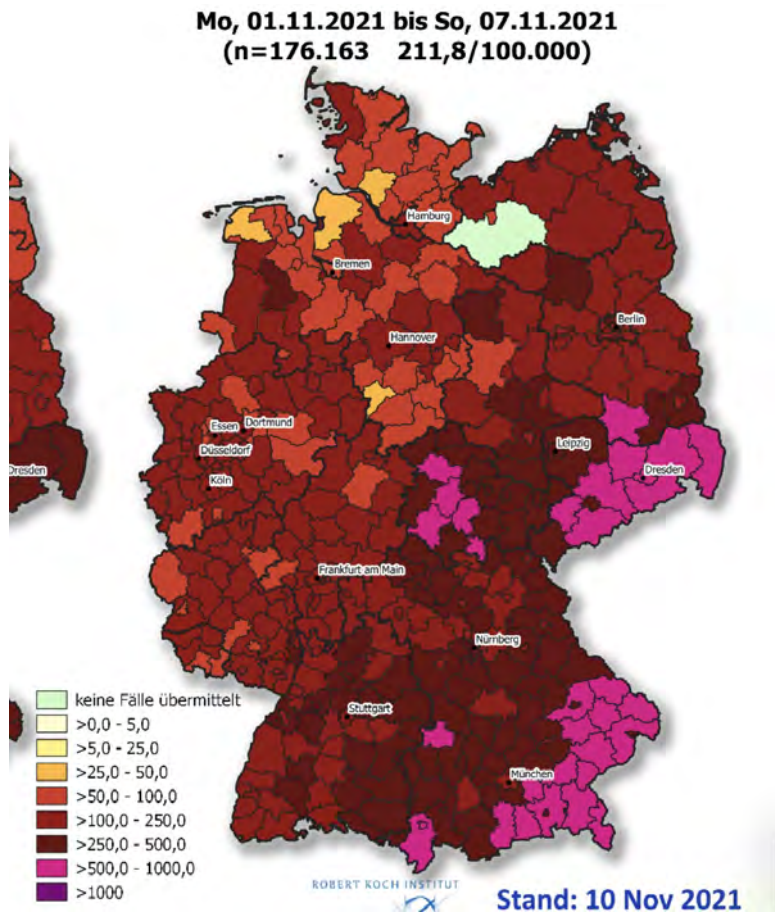 Mo, 01.11.2021 bis So, 07.11.2021
(n=176.163 211,8/100.000)
Hamburg
Bremen
Berlin
Hannover
Essen
Dortmund
Düsseldorf
Leipzig
Dresden
Dresden
Köln
Frankfurt am Main
Nürnberg
Stuttgart
München
keine Fälle übermittelt
>0,0 - 5,0
>5,0 - 25,0
>25,0 - 50,0
>50,0 - 100,0
>100,0 - 250,0
>250,0 - 500,0
>500,0 - 1000,0
>1000
ROBERT KOCH INSTITUT
Stand: 10 Nov 2021